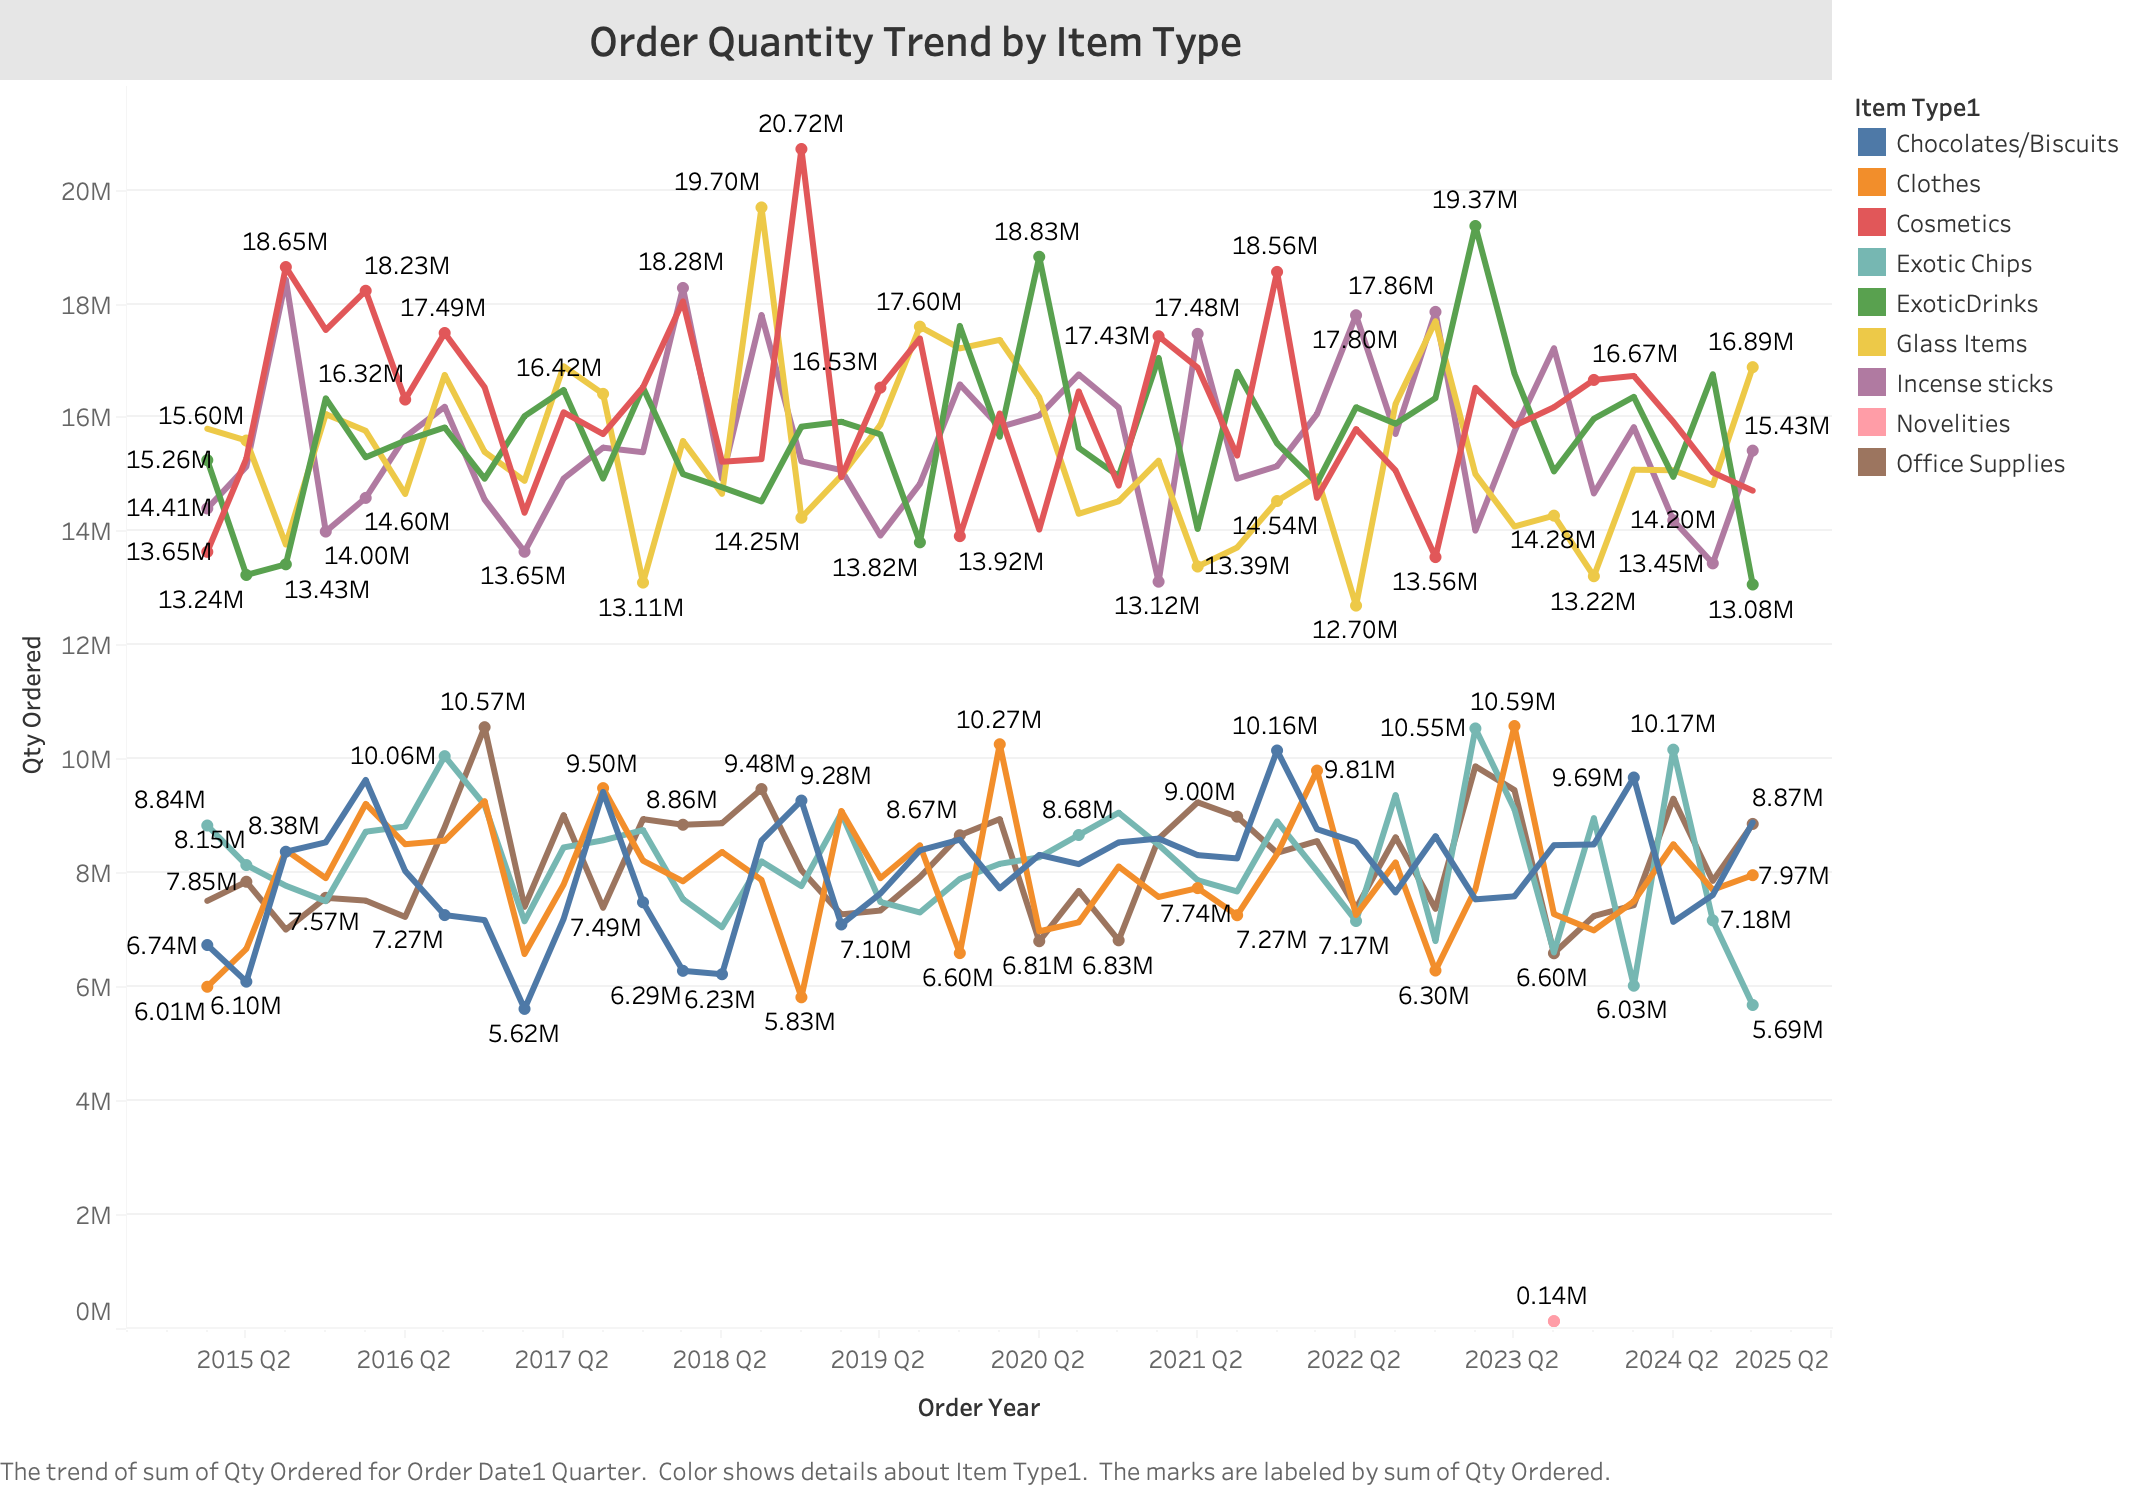 Order Quantity Trend by Item Type
Item Type1
Chocolates/Biscuits
Clothes
Cosmetics
Exotic Chips
ExoticDrinks
Glass Items
Incense sticks
Novelities
Office Supplies
Qty Ordered
20M
18M
16M
14M
12M
10M
8M
6M
4M
2M
0M
20.72M
19.70M
19.37M
18.65M
18.83M
18.23M
18.28M
18.56M
17.49M
17.60M
17.48M
17.86M
17.43M
17.80M
16.89M
16.32M
16.42M
16.53M
16.67M
15.60M
15.43M
15.26M
14.41M
14.60M
14.25M
14.54M
14.28M
14.20M
13.65M
14.00M
13.65M
13.82M
13.92M
13.39M
13.56M
13.45M
13.24M
13.43M
13.11M
13.12M
12.70M
13.22M
13.08M
10.57M
10.27M
10.16M
10.59M
10.55M
10.17M
10.06M
9.50M
9.48M
9.28M
9.81M
9.69M
8.84M
8.38M
8.86M
8.67M
8.68M
9.00M
8.87M
8.15M
7.85M
7.97M
7.57M
7.27M
7.49M
7.10M
7.74M
7.27M
7.17M
7.18M
6.74M
6.01M
6.10M
5.62M
6.29M
6.23M
5.83M
6.60M
6.81M
6.83M
6.30M
6.60M
6.03M
5.69M
0.14M
2015 Q2
2016 Q2
2017 Q2
2018 Q2
2019 Q2
2020 Q2
2021 Q2
2022 Q2
2023 Q2
2024 Q2
2025 Q2
Order Year
The trend of sum of Qty Ordered for Order Date1 Quarter.  Color shows details about Item Type1.  The marks are labeled by sum of Qty Ordered.